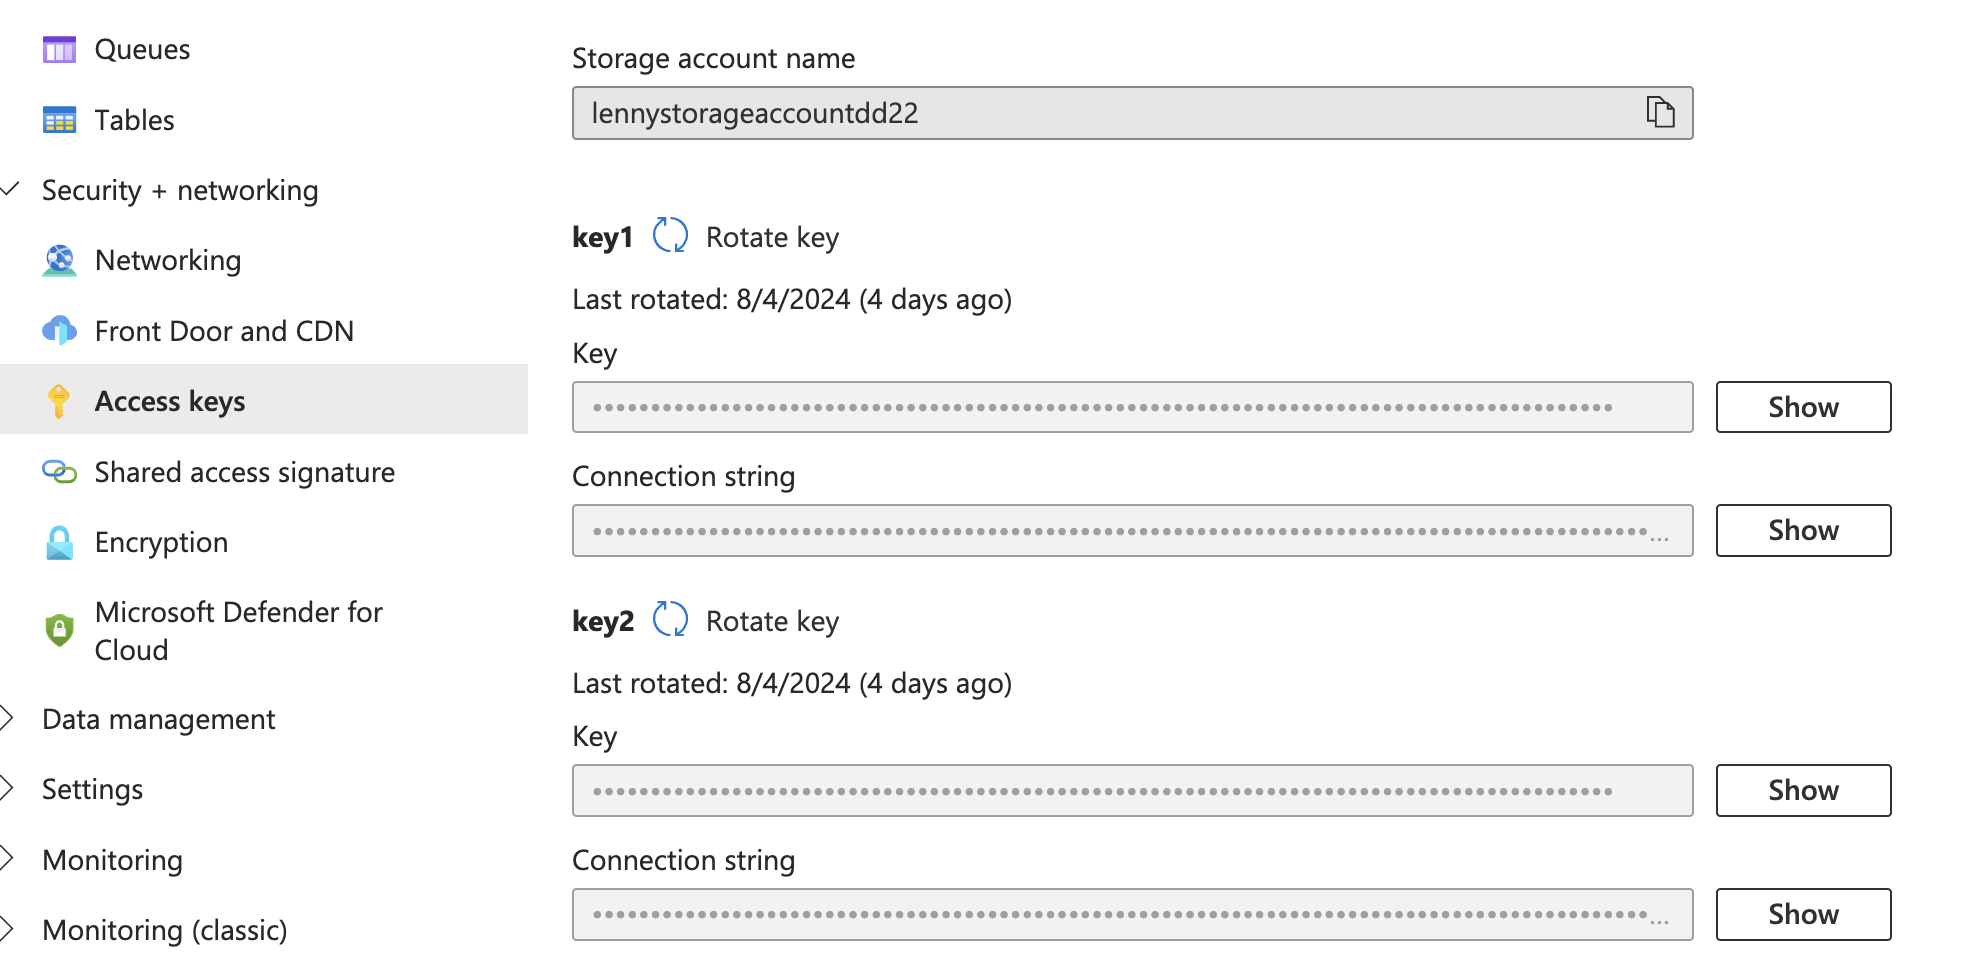 Queues
Tables
Security + networking
Networking
Front Door and CDN
Access keys
Shared access signature
Encryption
Microsoft Defender for
Cloud
Data management
Settings
Monitoring
Monitoring (classic)
Storage account name
lennystorageaccountdd22
key1 Rotate key
Last rotated: 8/4/2024 (4 days ago)
Key
Show
Connection string
Show
key2 Rotate key
Last rotated: 8/4/2024 (4 days ago)
Key
Show
Connection string
Show